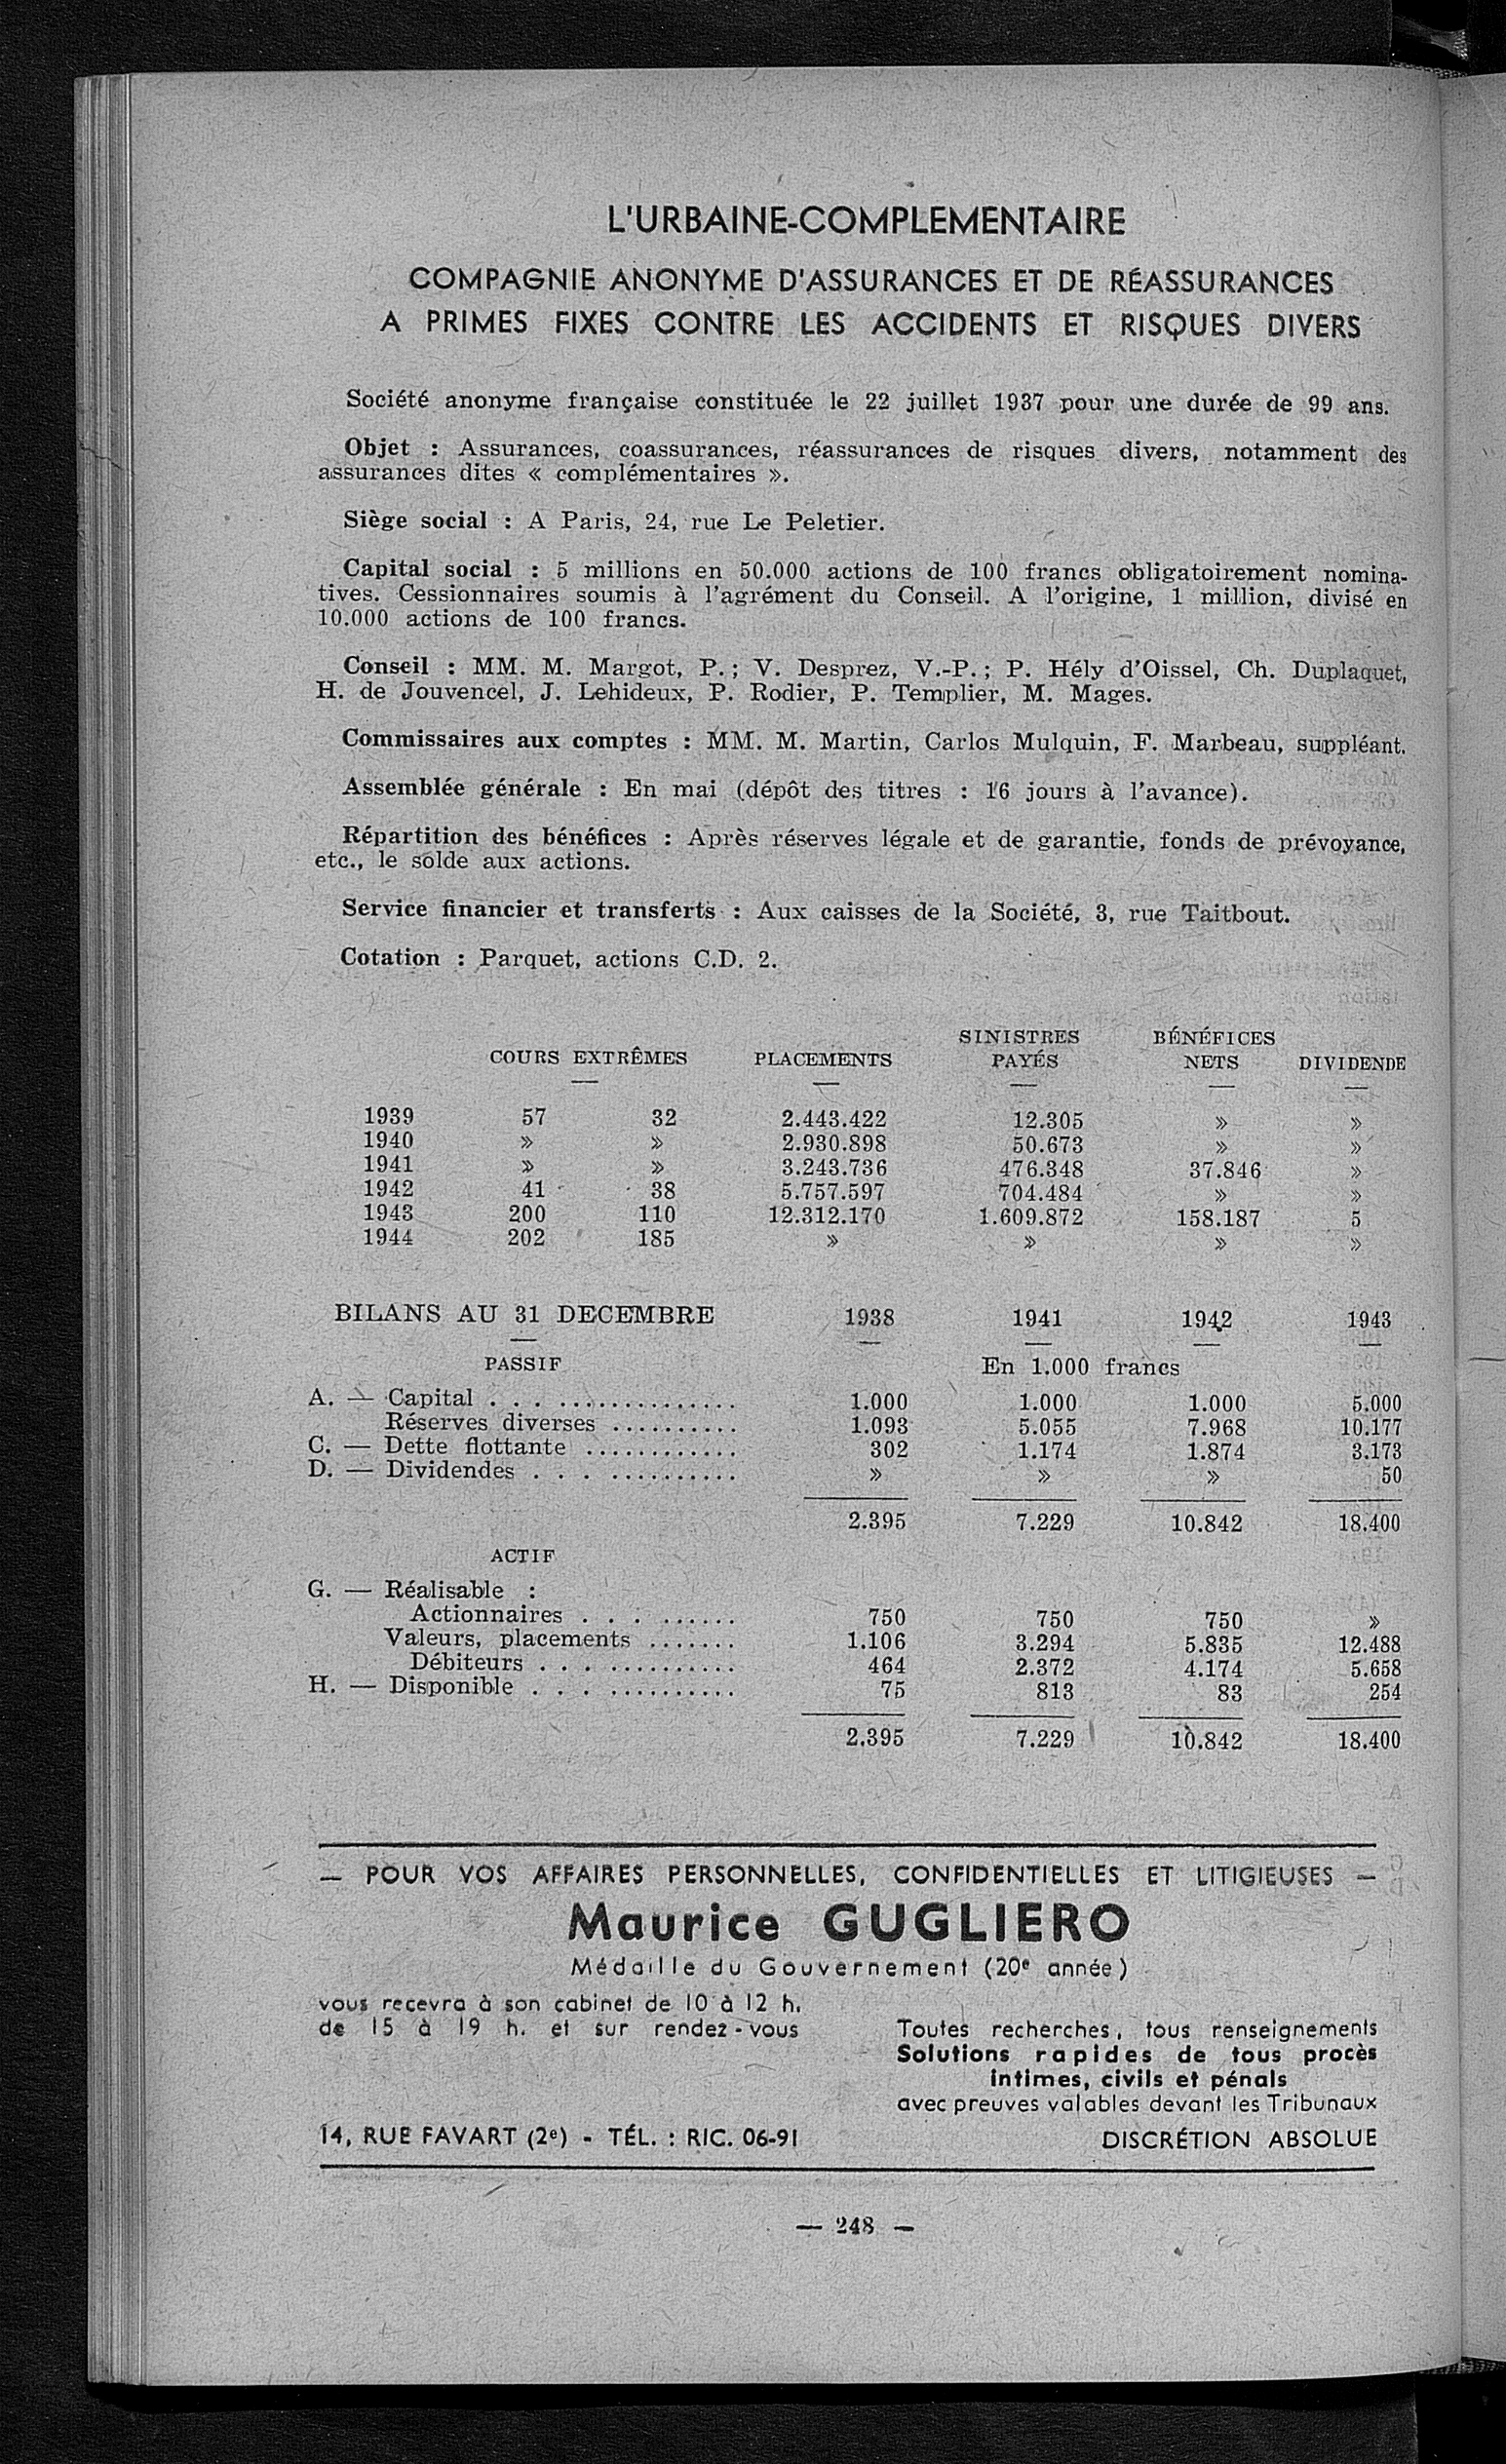 L'URBAINE-COMPLEMENTAIRE
COMPAGNIE ANONYME D'ASSURANCES ET DE RÉASSURANCES
A PRIMES FIXES CONTRE LES ACCIDENTS ET RISQUES DIVERS
Société anonyme française constituée le 22 juillet 1937 pour une durée de 99 ans.
Objet : Assurances, coassurances, réassurances de risques divers, notamment des
assurances dites « complémentaires ».
Siège social : A Paris, 24, rue Le Peletier.
Capital social : 5 millions en 50.000 actions de 100 francs obligatoirement nomina-
tives. Cessionnaires soumis à l'agrément du Conseil. A l'origine, 1 million, divisé en
10.000 actions de 100 francs.
Conseil : MM. M. Margot, P.; V. Desprez, V.-P.; P. Hély d'Oissel, Ch. Duplaquet,
H. de Jouvencel, J. Lehideux, P. Rodier, P. Templier, M. Mages.
Commissaires aux comptes : MM. M. Martin, Carlos Mulquin, F. Marbeau, suppléant.
Assemblée générale : En mai (dépôt des titres : 16 jours à l'avance).
Répartition des bénéfices : Après réserves légale et de garantie, fonds de prévoyance,
etc., le solde aux actions.
Service financier et transferts : Aux caisses de la Société, 3, rue Taitbout.
Cotation : Parquet, actions C.D. 2.
SINISTRES BÉNÉFICES
COURS EXTRÊMES PLACEMENTS PAYÉS NETS DIVIDENDE
1939 57 32 2.443.422 12.305 » »
1940 » » 2.930.898 50.673 » »
1941 » » 3.243.736 476.348 37.846 »
1942 41 38 5.757.597 704.484 » »
1943 200 110 12.312.170 1.609.872 158.187 5
1944 202 185 » » » »
BILANS AU 31 DECEMBRE 1938 1941 1942 1943
PASSIF En 1.000 francs
A. — Capital . . . ............... 1.000 1.000 1.000 5.000
Réserves diverses .......... 1.093 5.055 7.968 10.177
C. — Dette flottante ............ 302 1.174 1.874 3.173
D. — Dividendes . . . ........... » » » 50
2.395 7.229 10.842 18.400
ACTIF
G. — Réalisable :
Actionnaires . . . ...... 750 750 750 »
Valeurs, placements ....... 1.106 3.294 5.835 12.488
Débiteurs . . . ........... 464 2.372 4.174 5.658
H. — Disponible . . . ........... 75 813 83 254
2.395 7.229 10.842 18.400
— POUR VOS AFFAIRES PERSONNELLES, CONFIDENTIELLES ET LITIGIEUSES —
Maurice GUGLIERO
Médaille du Gouvernement (20e année)
vous recevra à son cabinet de 10 à 12 h.
de 15 à 19 h. et sur rendez-vous
Toutes recherches, tous renseignements
Solutions rapides de tous procès
intimes, civils et pénals
avec preuves valables devant les Tribunaux
14, RUE FAVART (2e) - TÉL. : RIC. 06-91
DISCRÉTION ABSOLUE
— 248 —